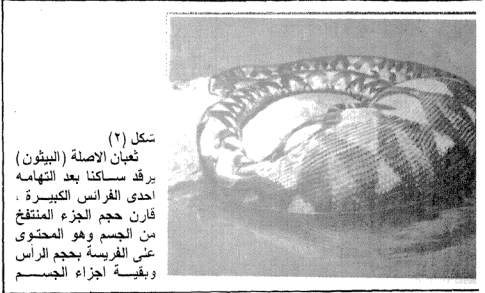 شكل (٢)
ثعبان الاصلة (البيثون)
يرقد ساكنا بعد التهامه
احدى الفرائس الكبيرة ،
قارن حجم الجزء المنتفخ
من الجسم وهو المحتوى
على الفريسة بحجم الرأس
وبقية اجزاء الجسم